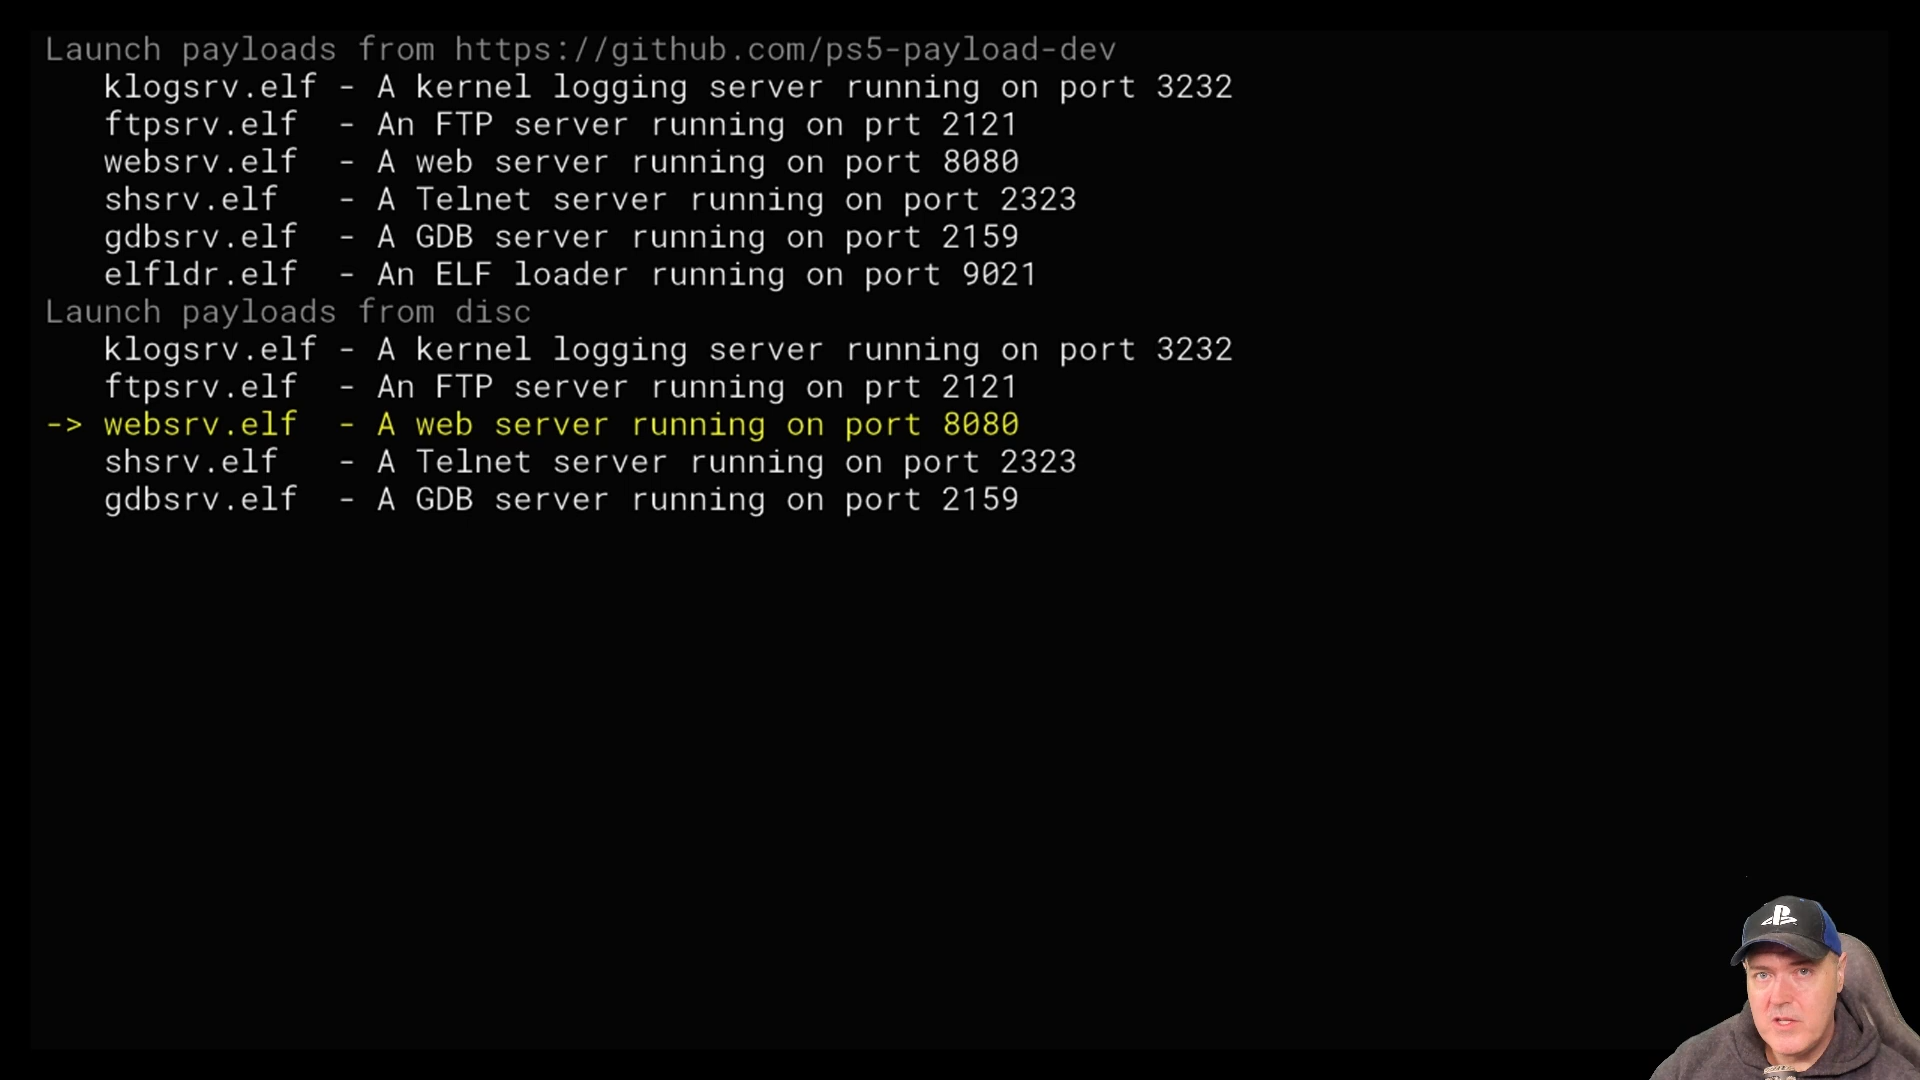 Launch payloads from https://github.com/ps5-payload-dev
klogsrv.elf - A kernel logging server running on port 3232
ftpsrv.elf - An FTP server running on prt 2121
websrv.elf - A web server running on port 8080
shsrv.elf - A Telnet server running on port 2323
gdbsrv.elf - A GDB server running on port 2159
elfldr.elf - An ELF loader running on port 9021
Launch payloads from disc
klogsrv.elf - A kernel logging server running on port 3232
ftpsrv.elf - An FTP server running on prt 2121
-> websrv.elf - A web server running on port 8080
shsrv.elf - A Telnet server running on port 2323
gdbsrv.elf - A GDB server running on port 2159